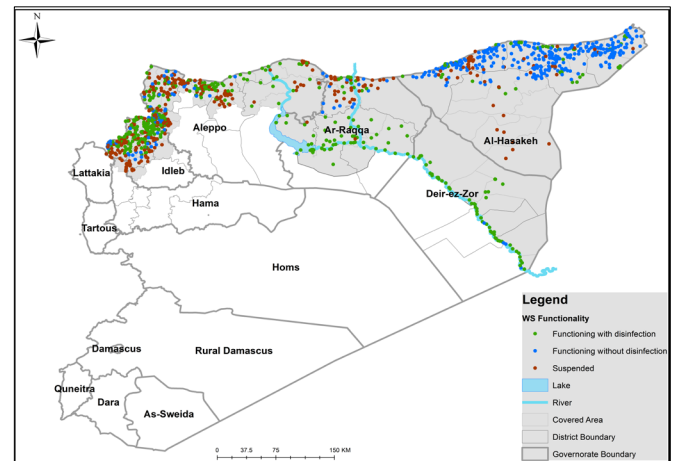 N
Aleppo
Ar-Raqqa
Al-Hasakeh
Lattakia
Idleb
Deir-ez-Zor
Hama
Tartous
Homs
Damascus
Rural Damascus
Quneitra
Dara
As-Sweida
0 37.5 75 150 KM
Legend
WS Functionality
Functioning with disinfection
Functioning without disinfection
Suspended
Lake
River
Covered Area
District Boundary
Governorate Boundary